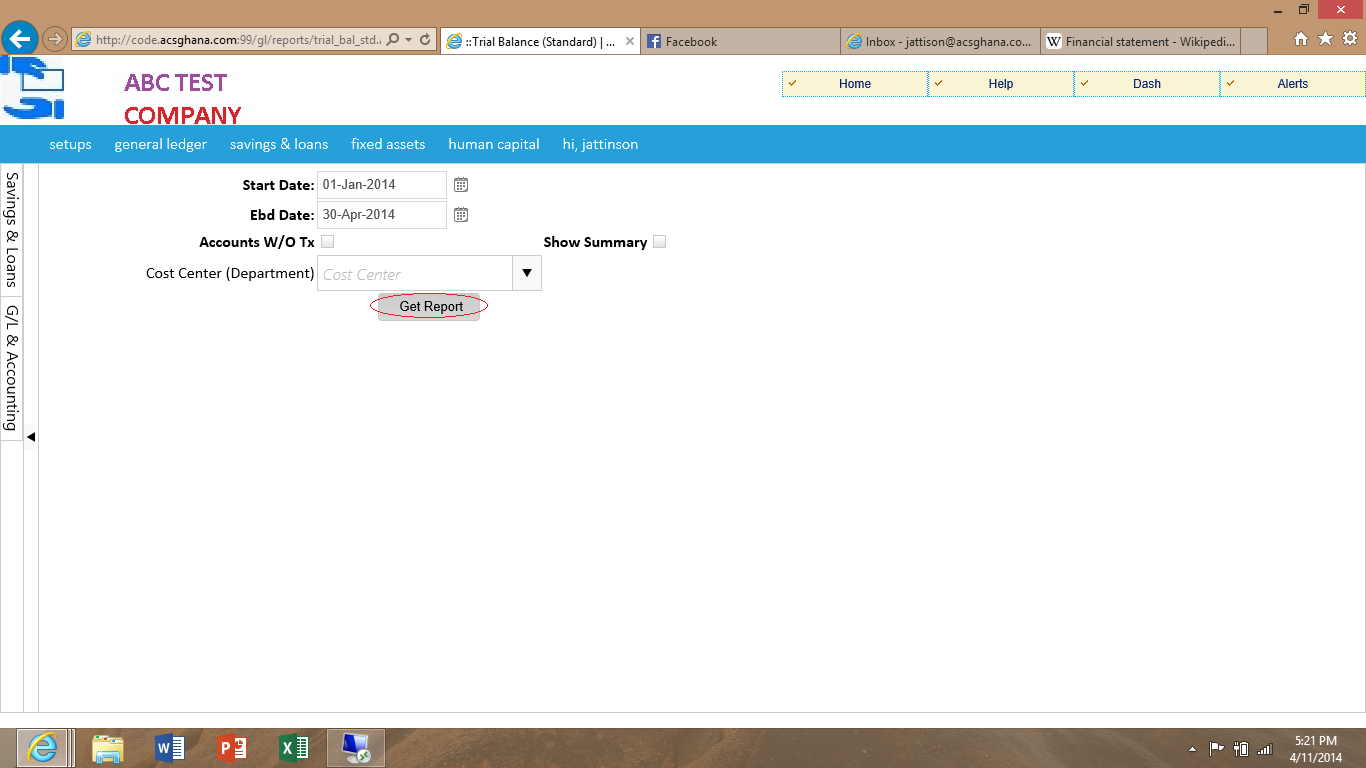 http://code.acsghana.com:99/gl/reports/trial_bal_std.
::Trial Balance (Standard) | ...
Facebook
Inbox - jattison@acsghana.co...
Financial statement - Wikipedi...
ABC TEST
COMPANY
Home
Help
Dash
Alerts
setups
general ledger
savings & loans
fixed assets
human capital
hi, jattinson
Savings & Loans
G/L & Accounting
Start Date: 01-Jan-2014
Ebd Date: 30-Apr-2014
Accounts W/O Tx
Show Summary
Cost Center (Department) Cost Center
Get Report
5:21 PM
4/11/2014